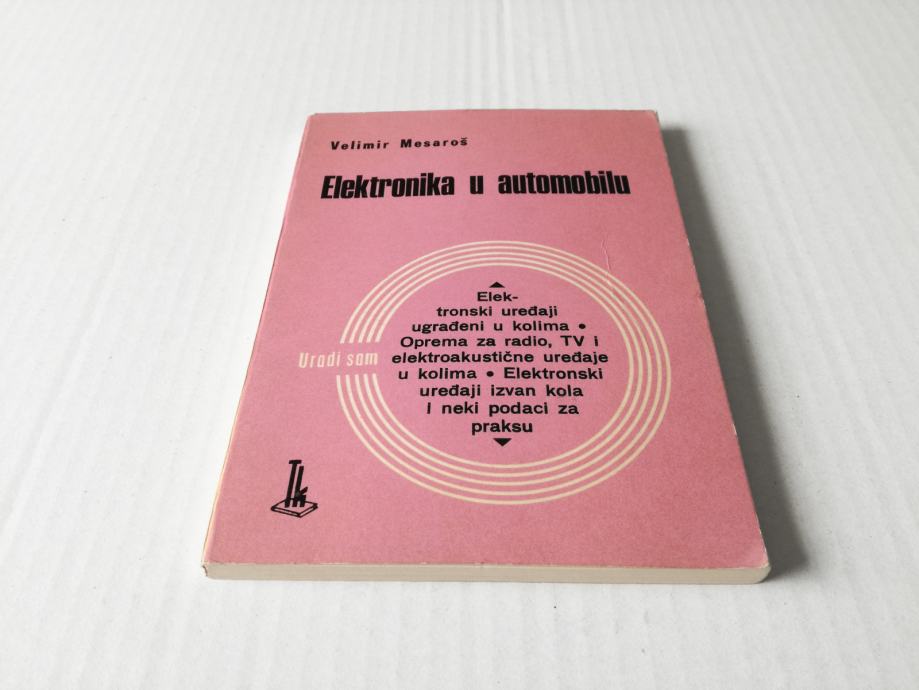 Velimir Mesaroš
Elektronika u automobilu
Elek-
tronski uređaji
ugrađeni u kolima •
Oprema za radio, TV i
elektroakustične uređaje
u kolima • Elektronski
uređaji izvan kola
i neki podaci za
praksu
Uradi sam
TK